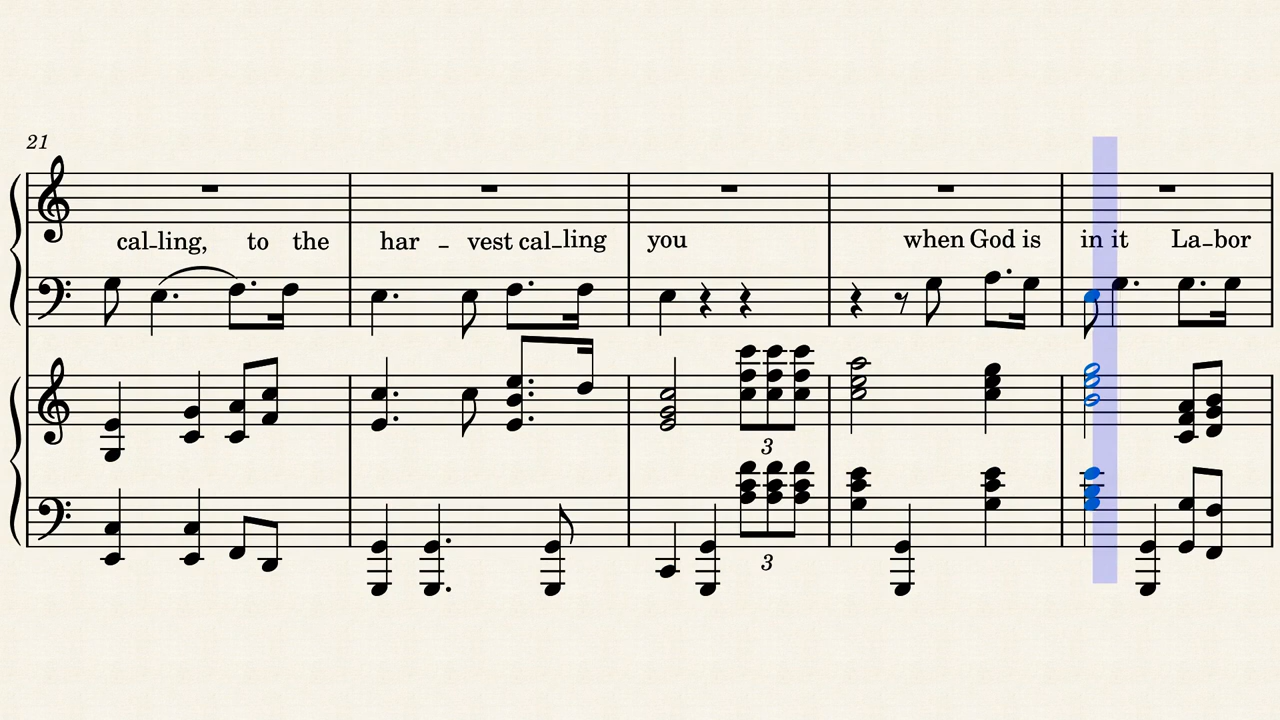 21
cal-ling, to the har - vest cal-ling you when God is in it La-bor
3
3